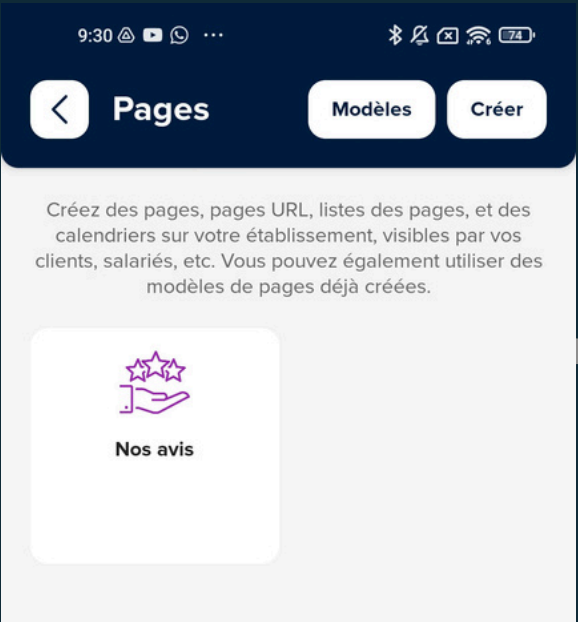 9:30
74
Pages
Modèles
Créer
Créez des pages, pages URL, listes des pages, et des
calendriers sur votre établissement, visibles par vos
clients, salariés, etc. Vous pouvez également utiliser des
modèles de pages déjà créées.
Nos avis